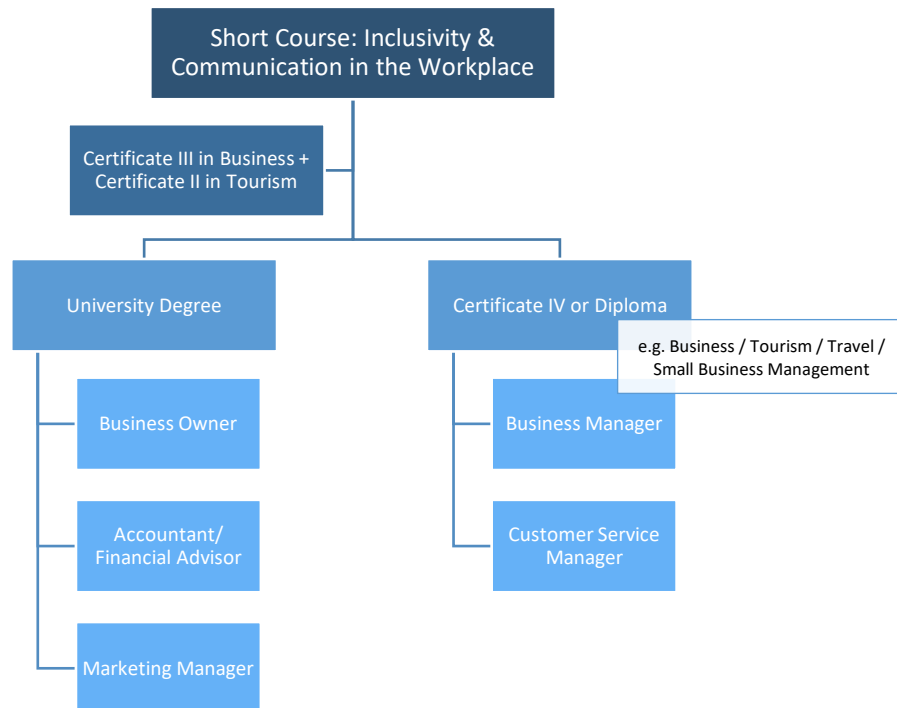 Short Course: Inclusivity &
Communication in the Workplace
Certificate III in Business +
Certificate II in Tourism
University Degree
Certificate IV or Diploma
e.g. Business / Tourism / Travel /
Small Business Management
Business Owner
Business Manager
Accountant/
Financial Advisor
Customer Service
Manager
Marketing Manager